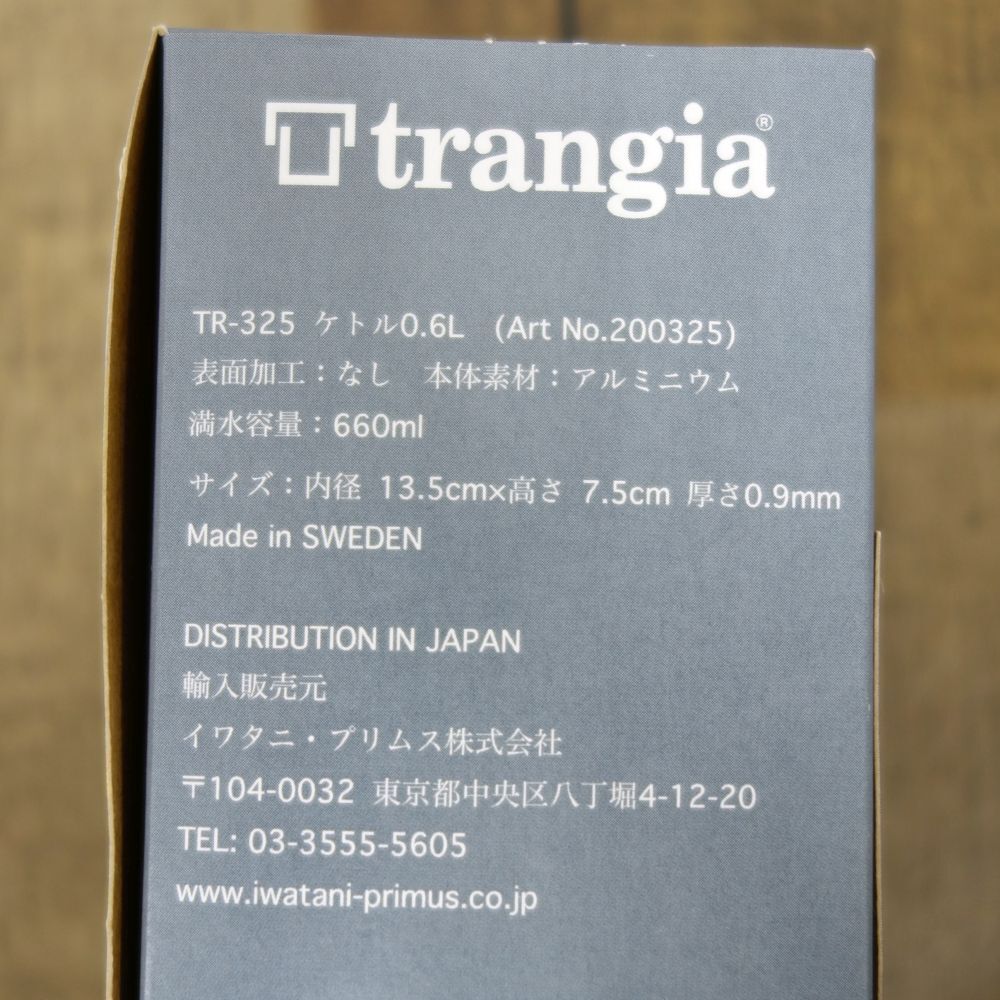 trangia®
TR-325 ケトル0.6L (Art No.200325)
表面加工：なし 本体素材：アルミニウム
満水容量：660ml
サイズ：内径 13.5cm×高さ 7.5cm 厚さ0.9mm
Made in SWEDEN
DISTRIBUTION IN JAPAN
輸入販売元
イワタニ・プリムス株式会社
〒104-0032 東京都中央区八丁堀4-12-20
TEL: 03-3555-5605
www.iwatani-primus.co.jp